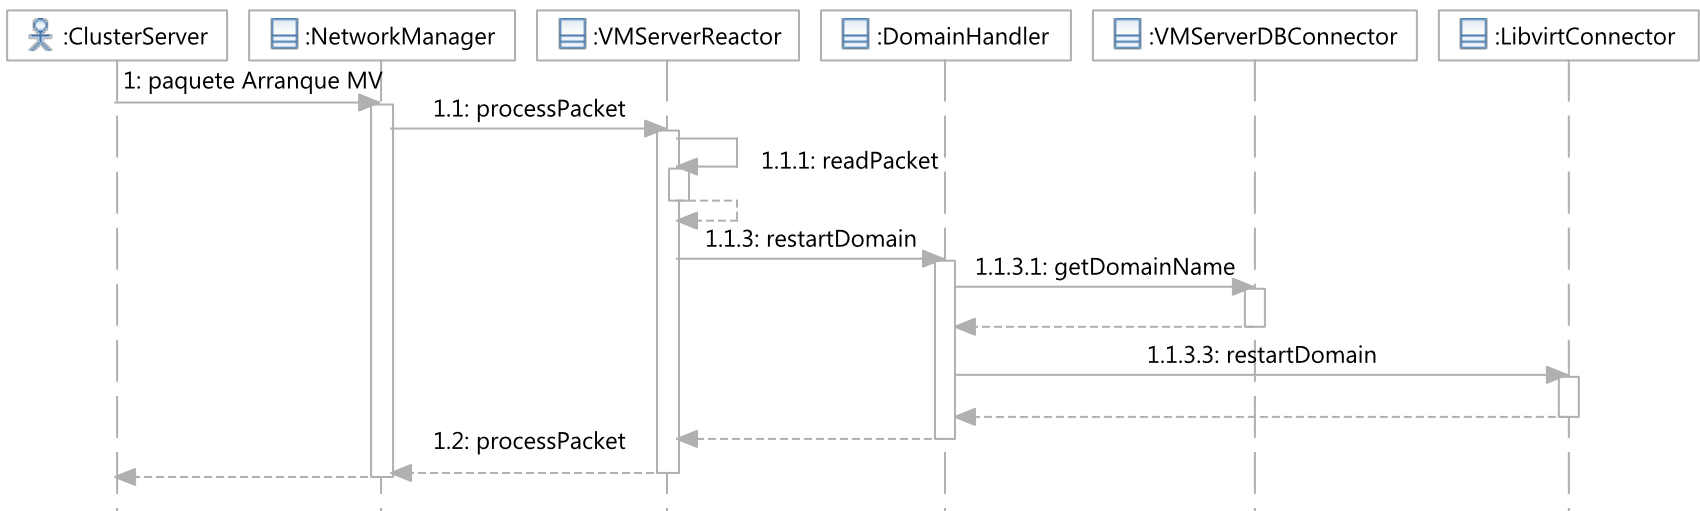 :ClusterServer
:NetworkManager
:VMServerReactor
:DomainHandler
:VMServerDBConnector
:LibvirtConnector
1: paquete Arranque MV
1.1: processPacket
1.1.1: readPacket
1.1.3: restartDomain
1.1.3.1: getDomainName
1.1.3.3: restartDomain
1.2: processPacket